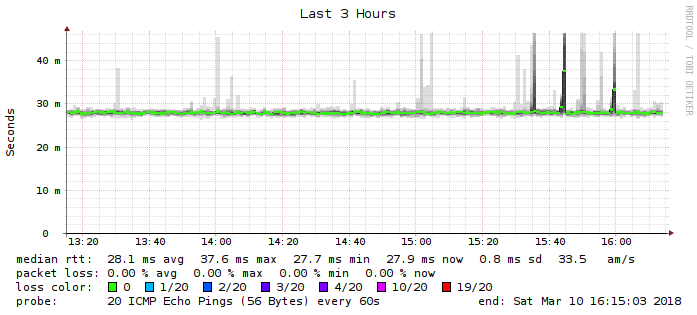 Last 3 Hours
RRDTOOL / TOBI OETIKER
Seconds
40 m
30 m
20 m
10 m
0
13:20 13:40 14:00 14:20 14:40 15:00 15:20 15:40 16:00
median rtt: 28.1 ms avg 37.6 ms max 27.7 ms min 27.9 ms now 0.8 ms sd 33.5 am/s
packet loss: 0.00 % avg 0.00 % max 0.00 % min 0.00 % now
loss color: 0 1/20 2/20 3/20 4/20 10/20 19/20
probe: 20 ICMP Echo Pings (56 Bytes) every 60s end: Sat Mar 10 16:15:03 2018